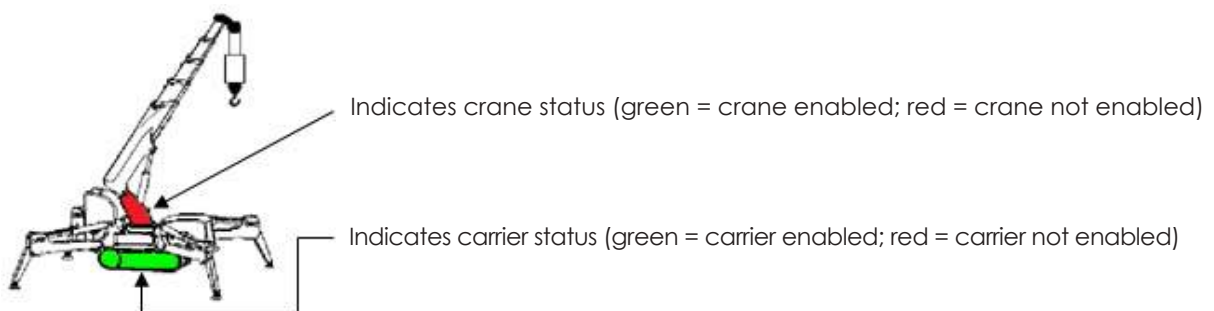 Indicates crane status (green = crane enabled; red = crane not enabled)
Indicates carrier status (green = carrier enabled; red = carrier not enabled)